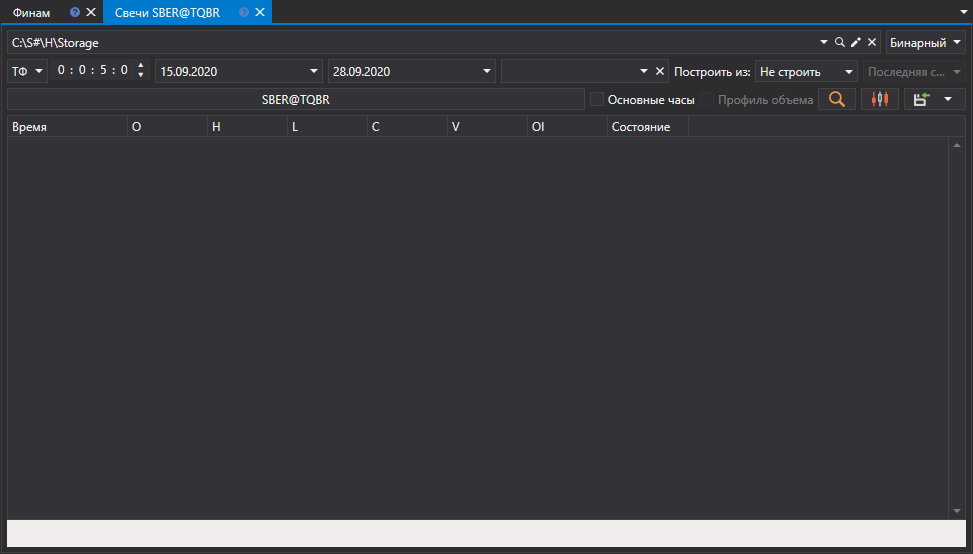 Финам ? Свечи SBER@TQBR ?
C:\S#\H\Storage Бинарный
ТФ 0 : 0 : 5 : 0 15.09.2020 28.09.2020 Построить из: Не строить Последняя с...
SBER@TQBR Основные часы Профиль объема
Время O H L C V OI Состояние